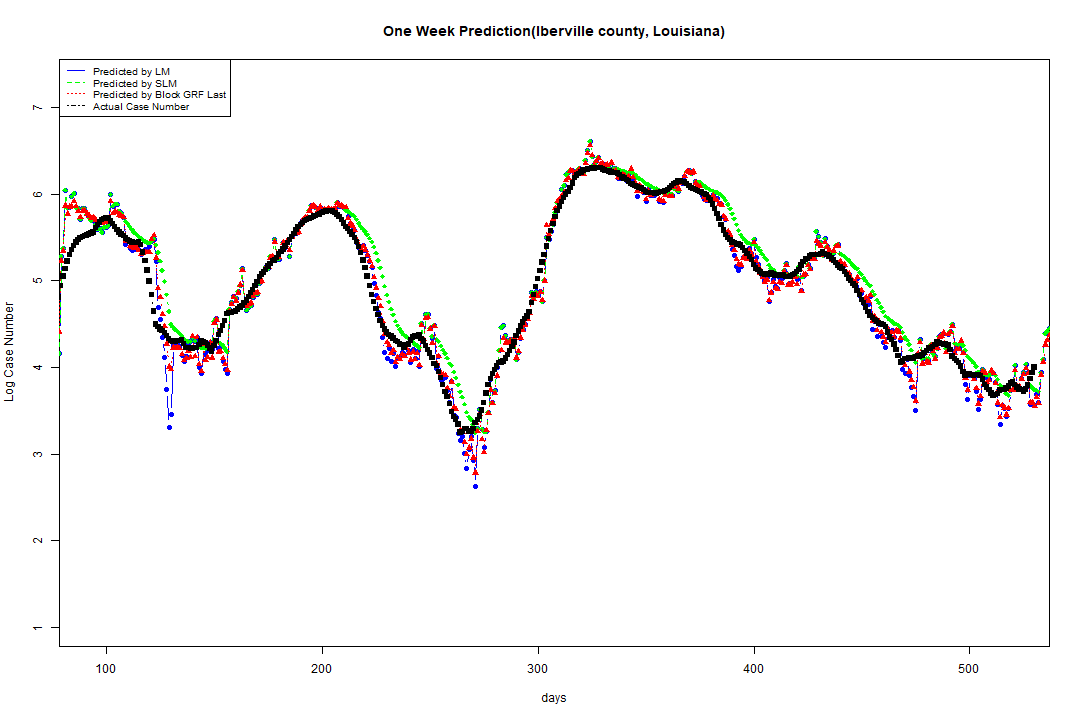 One Week Prediction(Iberville county, Louisiana)
Predicted by LM
Predicted by SLM
Predicted by Block GRF Last
Actual Case Number
7
6
5
4
3
2
1
Log Case Number
100 200 300 400 500
days